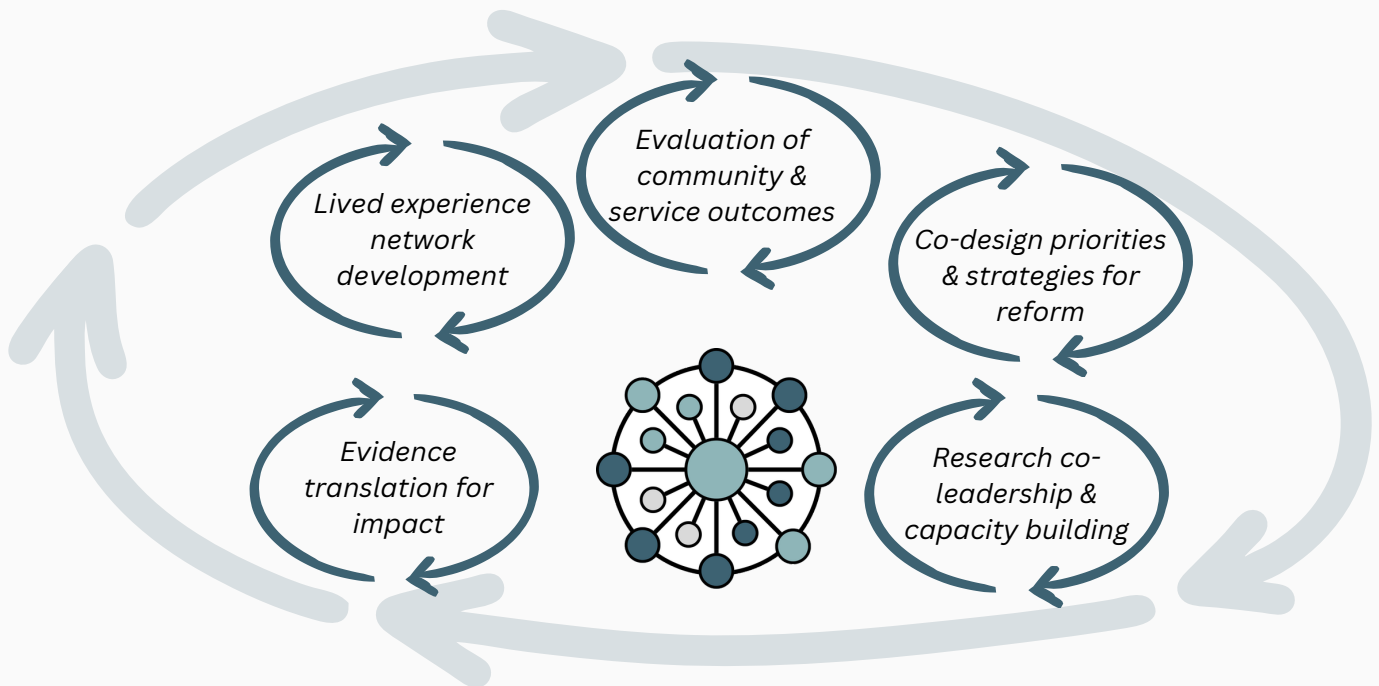 Evaluation of
community &
service outcomes
Lived experience
network
development
Co-design priorities
& strategies for
reform
Evidence
translation for
impact
Research co-
leadership &
capacity building